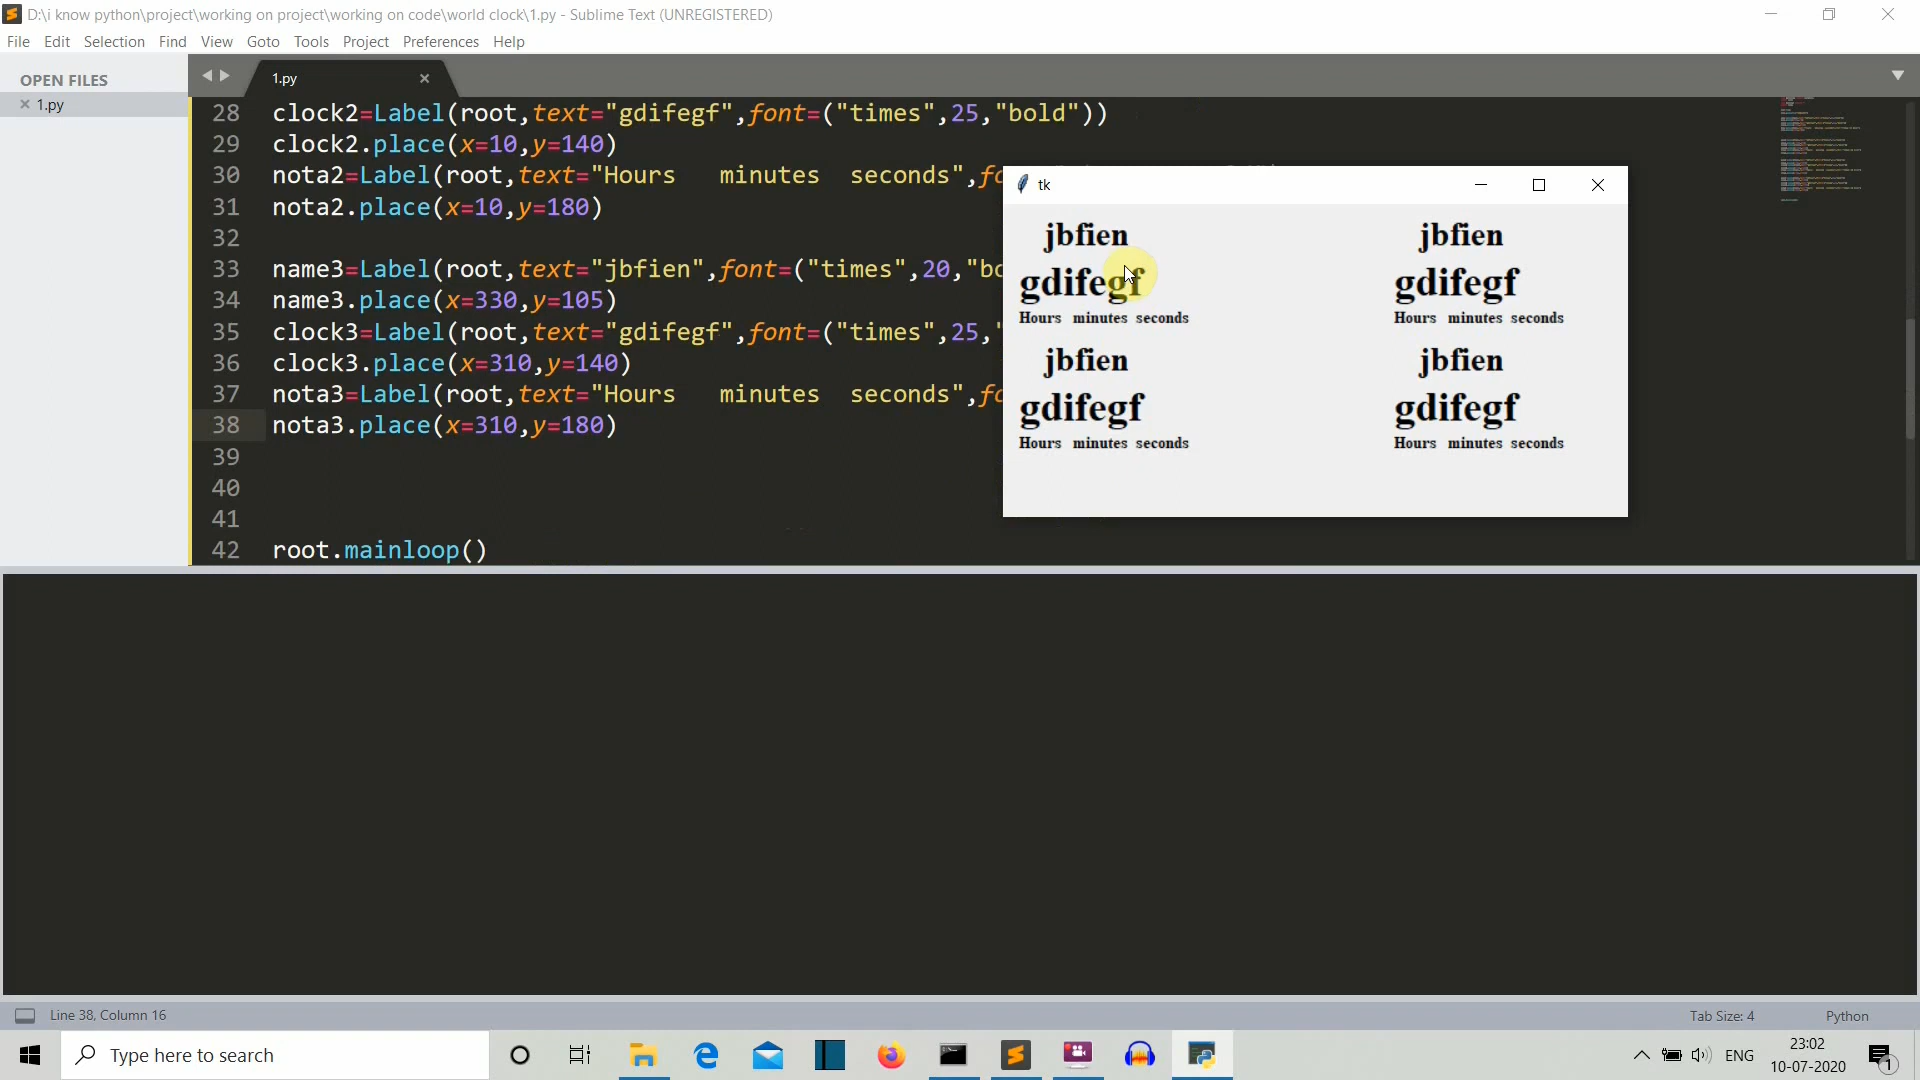 D:\i know python\project\working on project\working on code\world clock\1.py - Sublime Text (UNREGISTERED)
File Edit Selection Find View Goto Tools Project Preferences Help
OPEN FILES
1.py
1.py
28 clock2=Label(root,text="gdifegf",font=("times",25,"bold"))
29 clock2.place(x=10,y=140)
30 nota2=Label(root,text="Hours   minutes  seconds",fo
31 nota2.place(x=10,y=180)
32
33 name3=Label(root,text="jbfien",font=("times",20,"bo
34 name3.place(x=330,y=105)
35 clock3=Label(root,text="gdifegf",font=("times",25,"
36 clock3.place(x=310,y=140)
37 nota3=Label(root,text="Hours   minutes  seconds",fo
38 nota3.place(x=310,y=180)
39
40
41
42 root.mainloop()
tk
jbfien jbfien
gdifegf gdifegf
Hours minutes seconds Hours minutes seconds
jbfien jbfien
gdifegf gdifegf
Hours minutes seconds Hours minutes seconds
Line 38, Column 16 Tab Size: 4 Python
Type here to search
ENG
23:02
10-07-2020
1